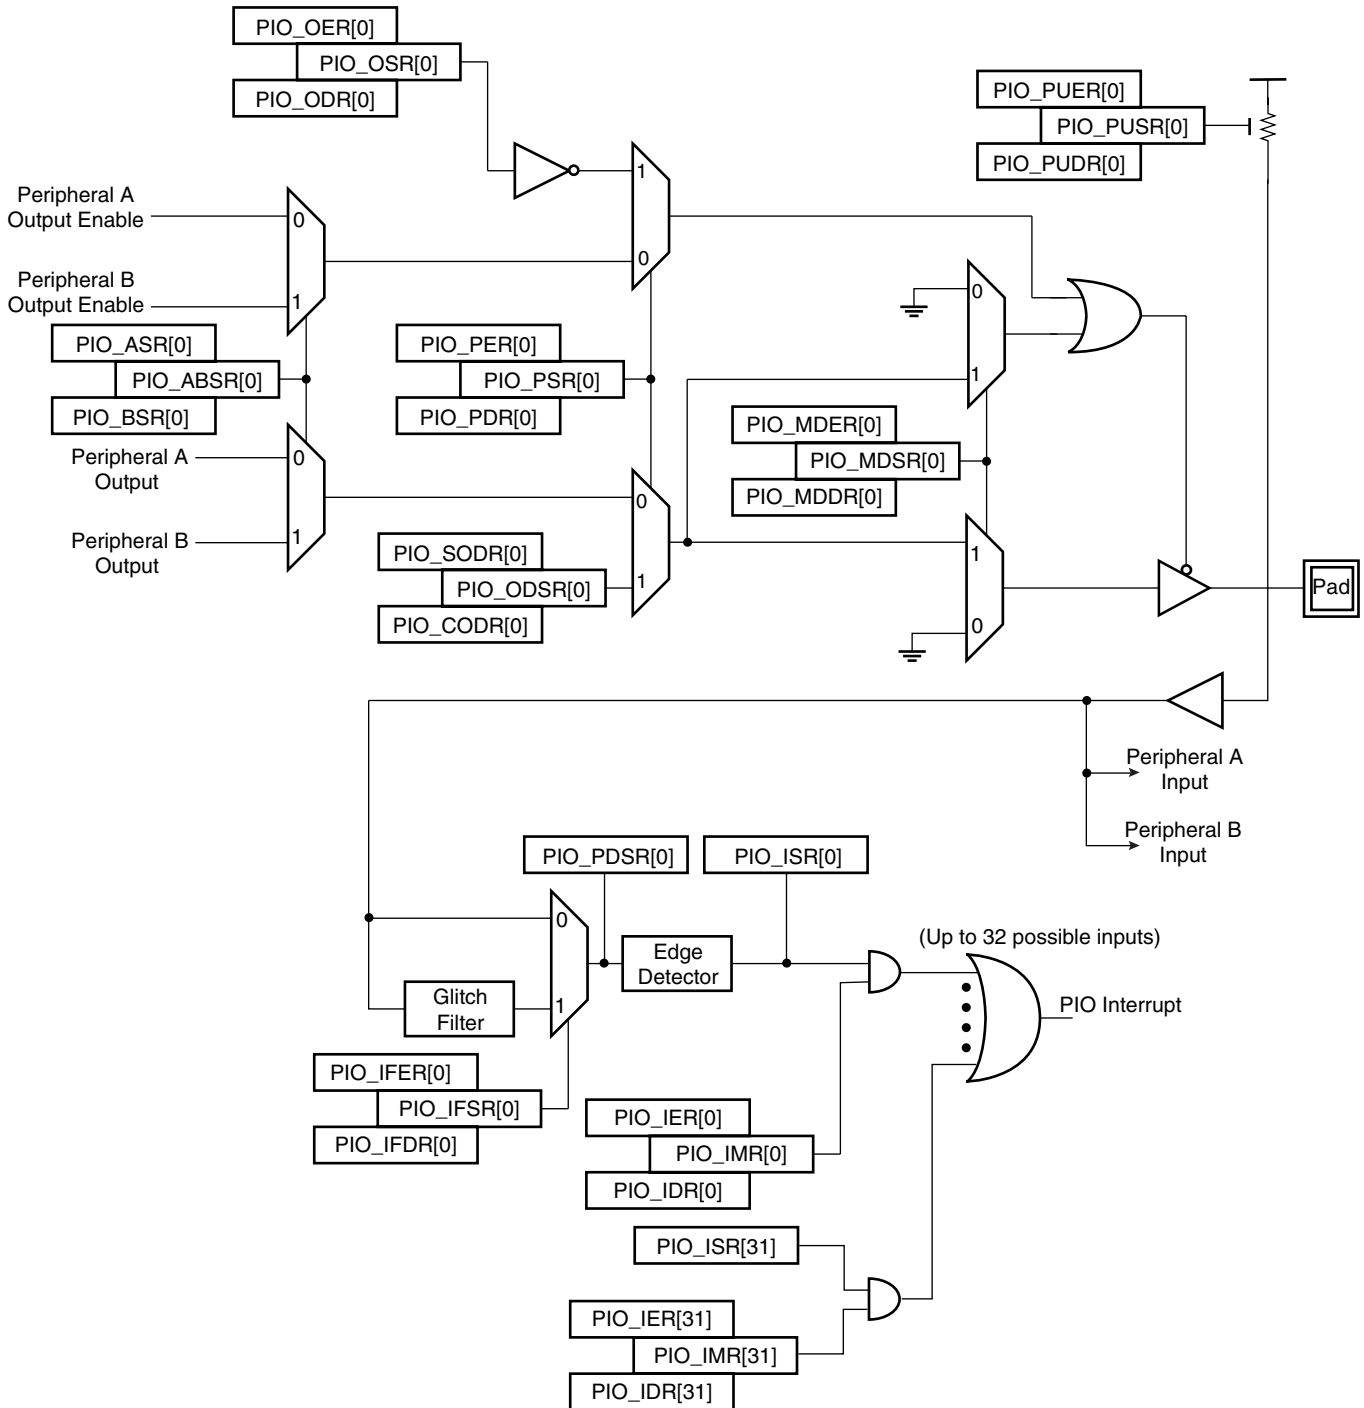 PIO_OER[0]
PIO_OSR[0]
PIO_ODR[0]
PIO_PUER[0]
PIO_PUSR[0]
PIO_PUDR[0]
1
0
Peripheral A
Output Enable
0
Peripheral B
Output Enable
1
0
1
PIO_ASR[0]
PIO_ABSR[0]
PIO_BSR[0]
PIO_PER[0]
PIO_PSR[0]
PIO_PDR[0]
PIO_MDER[0]
PIO_MDSR[0]
PIO_MDDR[0]
Peripheral A
Output
0
Peripheral B
Output
1
0
1
PIO_SODR[0]
PIO_ODSR[0]
PIO_CODR[0]
1
0
Pad
Peripheral A
Input
Peripheral B
Input
PIO_PDSR[0]
PIO_ISR[0]
0
1
Glitch
Filter
Edge
Detector
(Up to 32 possible inputs)
PIO Interrupt
PIO_IFER[0]
PIO_IFSR[0]
PIO_IFDR[0]
PIO_IER[0]
PIO_IMR[0]
PIO_IDR[0]
PIO_ISR[31]
PIO_IER[31]
PIO_IMR[31]
PIO_IDR[31]